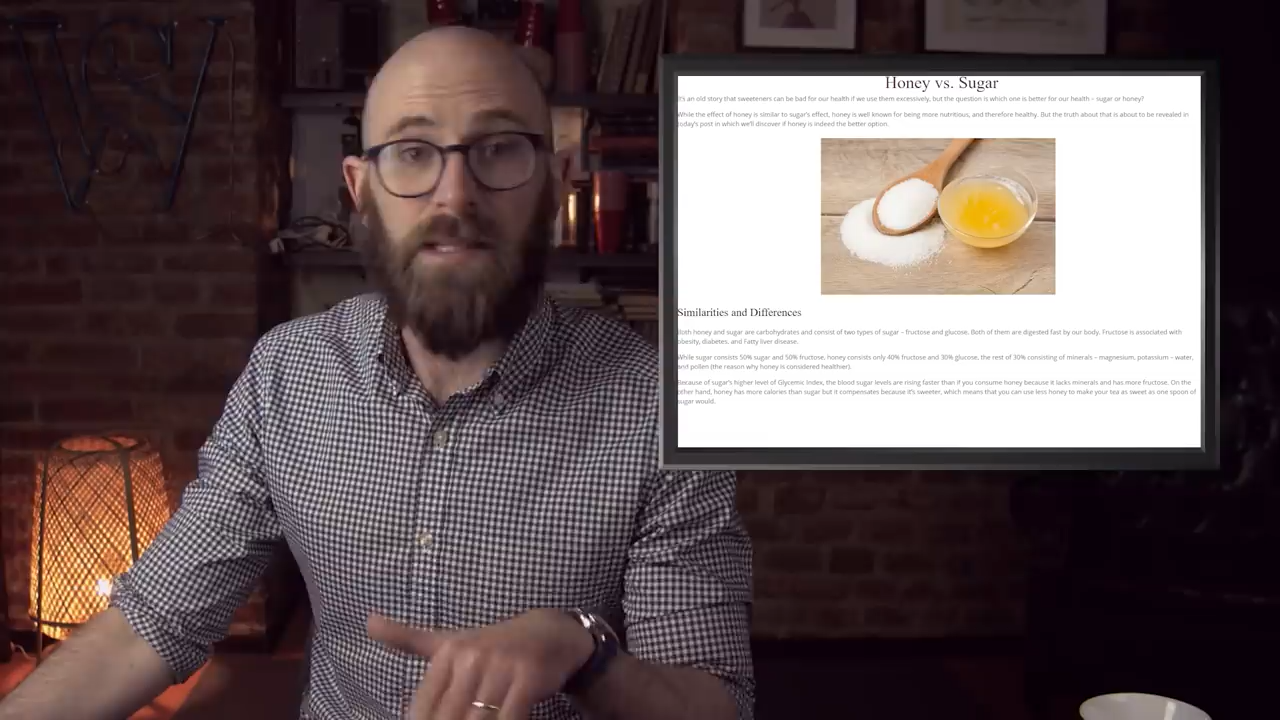 Honey vs. Sugar
It's an old story that sweeteners can be bad for our health if we use them excessively, but the question is which one is better for our health – sugar or honey?
While the effect of honey is similar to sugar's effect, honey is well known for being more nutritious, and therefore healthy. But the truth about that is about to be revealed in
today's post in which we'll discover if honey is indeed the better option.
Similarities and Differences
Both honey and sugar are carbohydrates and consist of two types of sugar – fructose and glucose. Both of them are digested fast by our body. Fructose is associated with
obesity, diabetes, and Fatty liver disease.
While sugar consists 50% sugar and 50% fructose, honey consists only 40% fructose and 30% glucose, the rest of 30% consisting of minerals – magnesium, potassium – water,
and pollen (the reason why honey is considered healthier).
Because of sugar's higher level of Glycemic Index, the blood sugar levels are rising faster than if you consume honey because it lacks minerals and has more fructose. On the
other hand, honey has more calories than sugar but it compensates because it's sweeter, which means that you can use less honey to make your tea as sweet as one spoon of
sugar would.